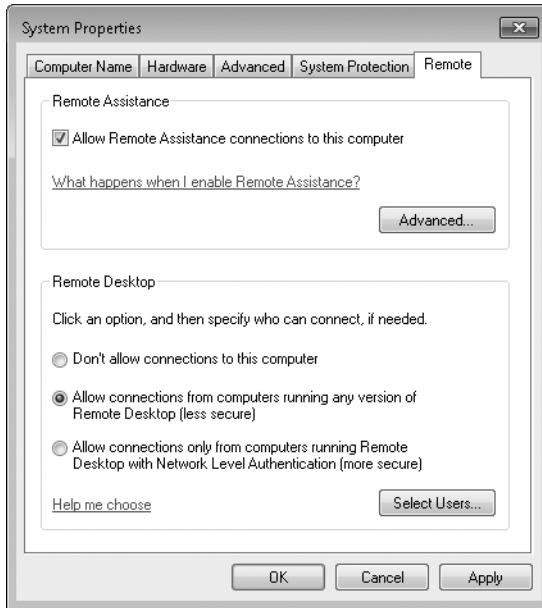 System Properties
Computer Name
Hardware
Advanced
System Protection
Remote
Remote Assistance
Allow Remote Assistance connections to this computer
What happens when I enable Remote Assistance?
Advanced...
Remote Desktop
Click an option, and then specify who can connect, if needed.
Don't allow connections to this computer
Allow connections from computers running any version of
Remote Desktop (less secure)
Allow connections only from computers running Remote
Desktop with Network Level Authentication (more secure)
Help me choose
Select Users...
OK
Cancel
Apply